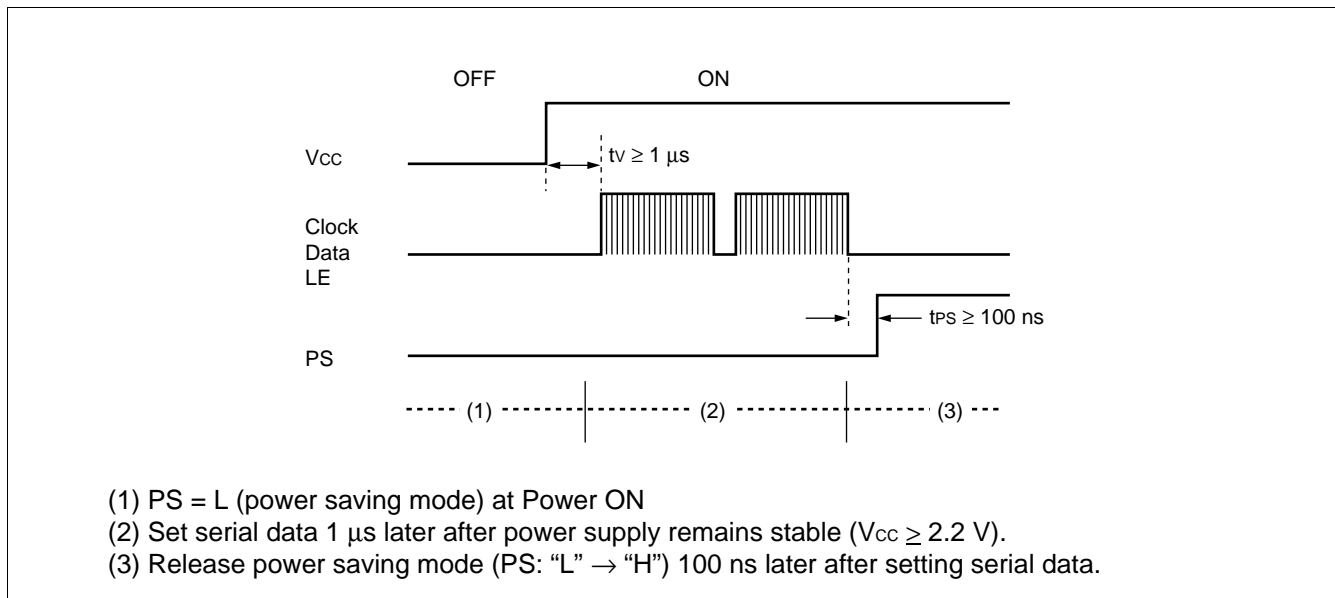 OFF ON
Vcc
tv ≥ 1 μs
Clock
Data
LE
tPS ≥ 100 ns
PS
(1) (2) (3)
(1) PS = L (power saving mode) at Power ON
(2) Set serial data 1 μs later after power supply remains stable (Vcc ≥ 2.2 V).
(3) Release power saving mode (PS: “L” → “H”) 100 ns later after setting serial data.